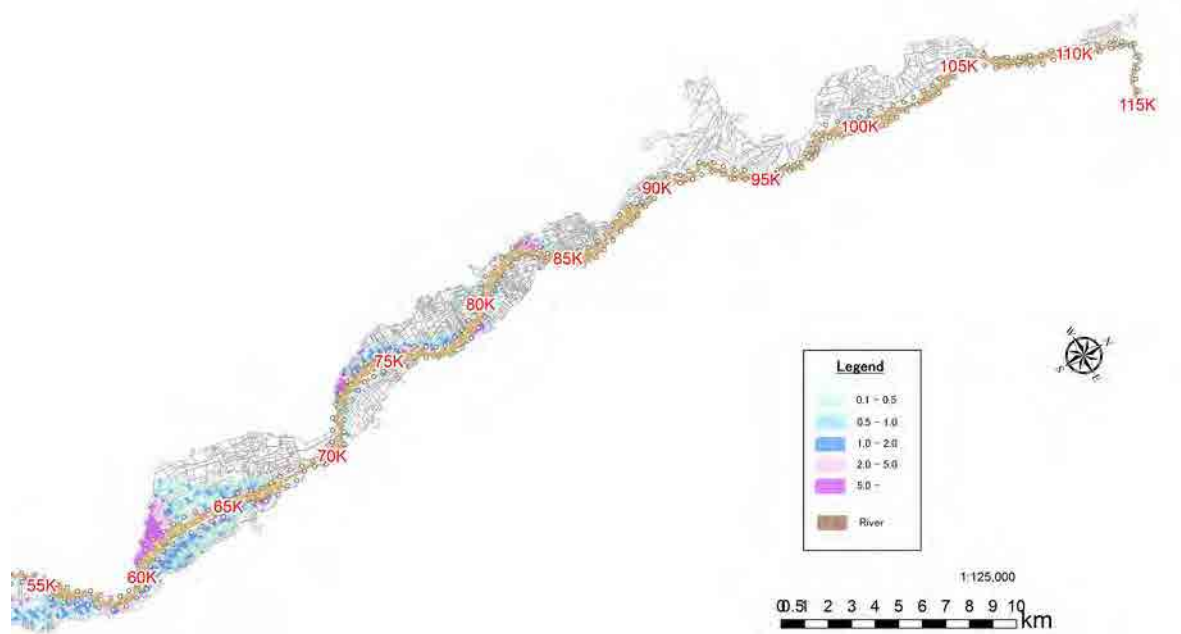 110K
105K
115K
100K
95K
90K
85K
80K
75K
70K
65K
60K
55K
W
N
S
E
Legend
0.1 - 0.5
0.5 - 1.0
1.0 - 2.0
2.0 - 5.0
5.0 -
River
1:125,000
0 0.5 1 2 3 4 5 6 7 8 9 10
km